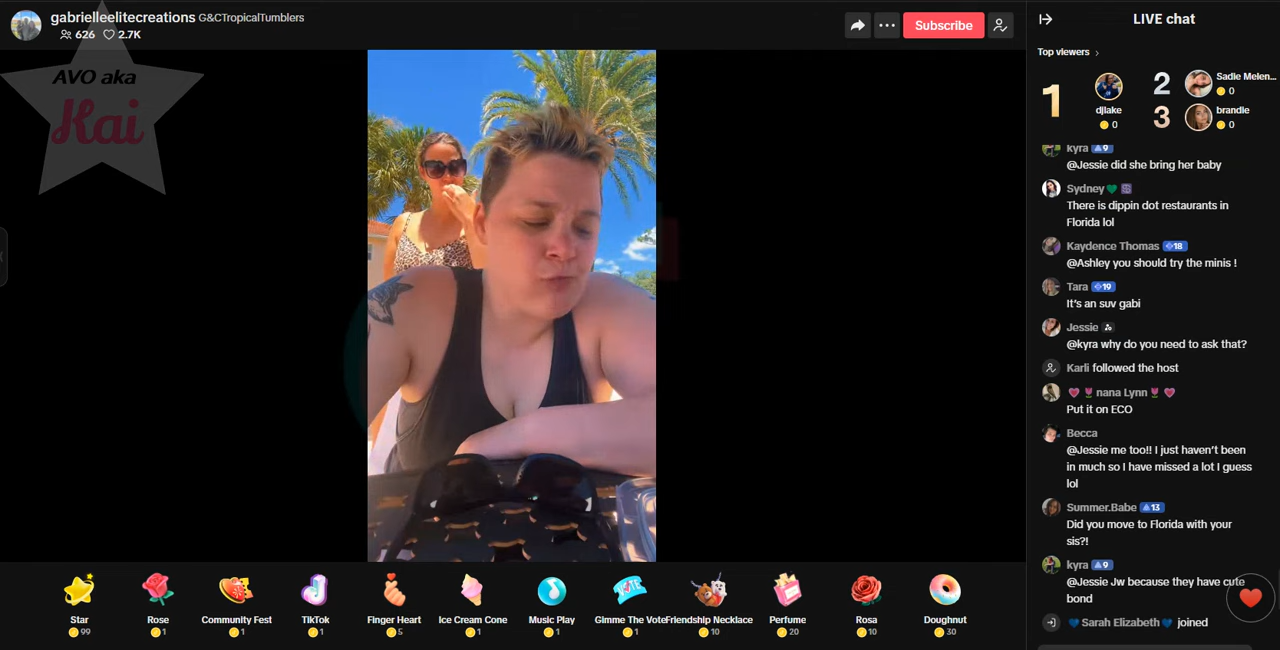 gabrielleelitecreations G&CTropicalTumblers
626 2.7K
Subscribe
AVO aka
Kai
LIVE chat
Top viewers
1
djlake
0
2
Sadie Melen...
0
3
brandie
0
kyra 9
@Jessie did she bring her baby
Sydney
There is dippin dot restaurants in
Florida lol
Kaydence Thomas 18
@Ashley you should try the minis !
Tara 19
It's an suv gabi
Jessie
@kyra why do you need to ask that?
Karli followed the host
nana Lynn
Put it on ECO
Becca
@Jessie me too!! I just haven't been
in much so I have missed a lot I guess
lol
Summer.Babe 13
Did you move to Florida with your
sis?!
kyra 9
@Jessie Jw because they have cute
bond
Sarah Elizabeth joined
Star
99
Rose
1
Community Fest
1
TikTok
1
Finger Heart
5
Ice Cream Cone
1
Music Play
1
Gimme The Vote
1
Friendship Necklace
10
Perfume
20
Rosa
10
Doughnut
30